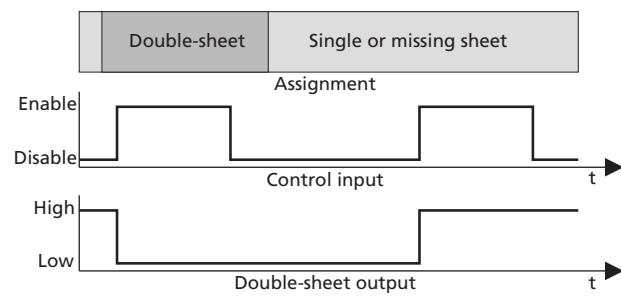 Double-sheet
Single or missing sheet
Assignment
Enable
Disable
Control input
t
High
Low
Double-sheet output
t